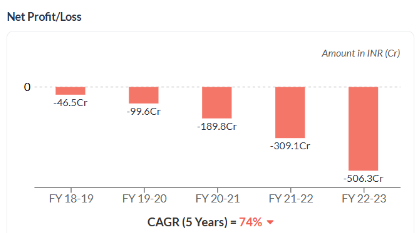 Net Profit/Loss
Amount in INR (Cr)
0
-46.5Cr
-99.6Cr
-189.8Cr
-309.1Cr
-506.3Cr
FY 18-19 FY 19-20 FY 20-21 FY 21-22 FY 22-23
CAGR (5 Years) = 74%